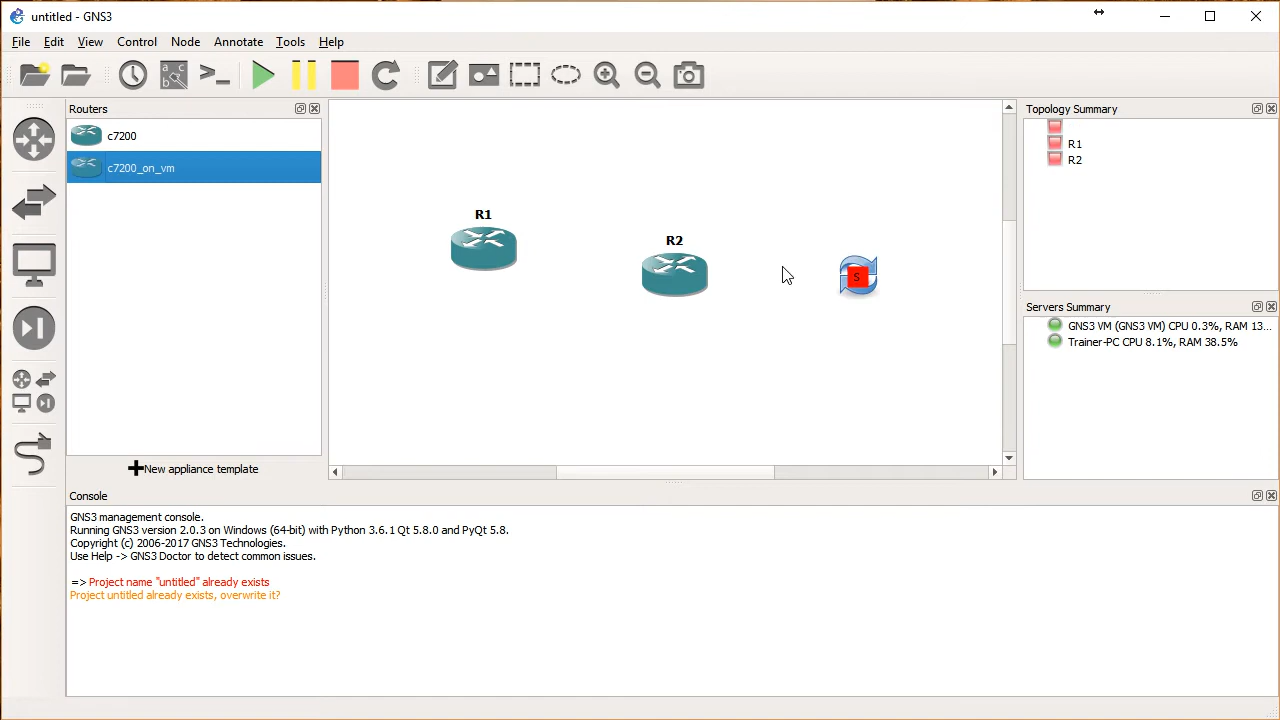 untitled - GNS3
File Edit View Control Node Annotate Tools Help
Routers
c7200
c7200_on_vm
New appliance template
R1
R2
S
Topology Summary
R1
R2
Servers Summary
GNS3 VM (GNS3 VM) CPU 0.3%, RAM 13...
Trainer-PC CPU 8.1%, RAM 38.5%
Console
GNS3 management console.
Running GNS3 version 2.0.3 on Windows (64-bit) with Python 3.6.1 Qt 5.8.0 and PyQt 5.8.
Copyright (c) 2006-2017 GNS3 Technologies.
Use Help -> GNS3 Doctor to detect common issues.
=> Project name "untitled" already exists
Project untitled already exists, overwrite it?